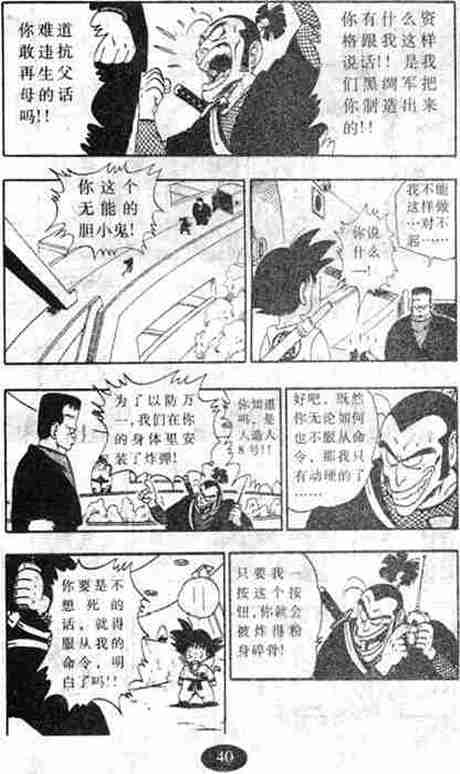 你有什么资
格跟我这样
说话!! 是我
们黑绸军把
你制造出来
的!!
你难道
敢违抗
再生父
母的话
吗!!
我不能
这样做
……对不
起……
你说
什么
—!
你这个
无能的
胆小鬼!
好吧,既然
你无论如何
也不服从命
令,那我只
有动硬的了
……
你知道
吗,是
人造人
8号!!
为了以防万
一,我们在你
的身体里安
装了炸弹!
只要我一
按这个按
钮,你就会
被炸得粉
身碎骨!
你要是不
想死的
话,就得
服从我的
命令,明
白了吗!!
40